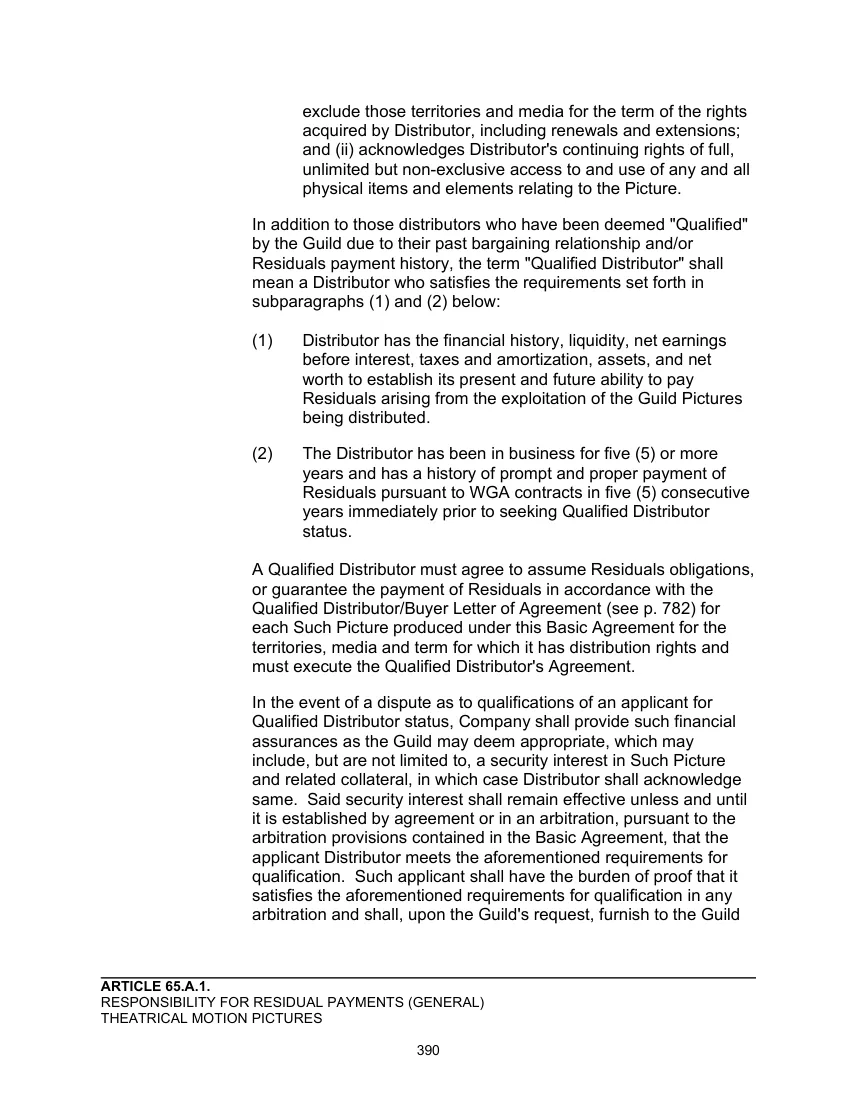 exclude those territories and media for the term of the rights
acquired by Distributor, including renewals and extensions;
and (ii) acknowledges Distributor's continuing rights of full,
unlimited but non-exclusive access to and use of any and all
physical items and elements relating to the Picture.
In addition to those distributors who have been deemed "Qualified"
by the Guild due to their past bargaining relationship and/or
Residuals payment history, the term "Qualified Distributor" shall
mean a Distributor who satisfies the requirements set forth in
subparagraphs (1) and (2) below:
(1) Distributor has the financial history, liquidity, net earnings
before interest, taxes and amortization, assets, and net
worth to establish its present and future ability to pay
Residuals arising from the exploitation of the Guild Pictures
being distributed.
(2) The Distributor has been in business for five (5) or more
years and has a history of prompt and proper payment of
Residuals pursuant to WGA contracts in five (5) consecutive
years immediately prior to seeking Qualified Distributor
status.
A Qualified Distributor must agree to assume Residuals obligations,
or guarantee the payment of Residuals in accordance with the
Qualified Distributor/Buyer Letter of Agreement (see p. 782) for
each Such Picture produced under this Basic Agreement for the
territories, media and term for which it has distribution rights and
must execute the Qualified Distributor's Agreement.
In the event of a dispute as to qualifications of an applicant for
Qualified Distributor status, Company shall provide such financial
assurances as the Guild may deem appropriate, which may
include, but are not limited to, a security interest in Such Picture
and related collateral, in which case Distributor shall acknowledge
same.  Said security interest shall remain effective unless and until
it is established by agreement or in an arbitration, pursuant to the
arbitration provisions contained in the Basic Agreement, that the
applicant Distributor meets the aforementioned requirements for
qualification.  Such applicant shall have the burden of proof that it
satisfies the aforementioned requirements for qualification in any
arbitration and shall, upon the Guild's request, furnish to the Guild
ARTICLE 65.A.1.
RESPONSIBILITY FOR RESIDUAL PAYMENTS (GENERAL)
THEATRICAL MOTION PICTURES
390